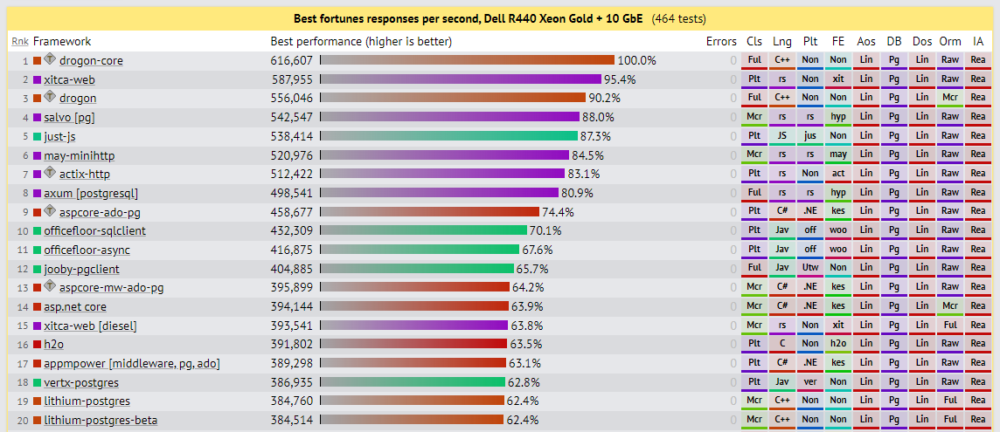 Best fortunes responses per second, Dell R440 Xeon Gold + 10 GbE (464 tests)
Rnk Framework Best performance (higher is better) Errors Cls Lng Plt FE Aos DB Dos Orm IA
1 T drogon-core 616,607 100.0% 0 Ful C++ Non Non Lin Pg Lin Raw Rea
2 xitca-web 587,955 95.4% 0 Plt rs Non xit Lin Pg Lin Raw Rea
3 T drogon 556,046 90.2% 0 Ful C++ Non Non Lin Pg Lin Mcr Rea
4 salvo [pg] 542,547 88.0% 0 Mcr rs rs hyp Lin Pg Lin Raw Rea
5 just-js 538,414 87.3% 0 Plt JS jus Non Lin Pg Lin Raw Rea
6 may-minihttp 520,976 84.5% 0 Mcr rs rs may Lin Pg Lin Raw Rea
7 T actix-http 512,422 83.1% 0 Plt rs Non act Lin Pg Lin Raw Rea
8 axum [postgresql] 498,541 80.9% 0 Ful rs rs hyp Lin Pg Lin Raw Rea
9 T aspcore-ado-pg 458,677 74.4% 0 Plt C# .NE kes Lin Pg Lin Raw Rea
10 officefloor-sqlclient 432,309 70.1% 0 Plt Jav off woo Lin Pg Lin Raw Rea
11 officefloor-async 416,875 67.6% 0 Plt Jav off woo Lin Pg Lin Raw Rea
12 jooby-pgclient 404,885 65.7% 0 Ful Jav Utw Non Lin Pg Lin Raw Rea
13 T aspcore-mw-ado-pg 395,899 64.2% 0 Mcr C# .NE kes Lin Pg Lin Raw Rea
14 asp.net core 394,144 63.9% 0 Mcr C# .NE kes Lin Pg Lin Mcr Rea
15 xitca-web [diesel] 393,541 63.8% 0 Mcr rs Non xit Lin Pg Lin Ful Rea
16 h2o 391,802 63.5% 0 Plt C Non h2o Lin Pg Lin Raw Rea
17 appmpower [middleware, pg, ado] 389,298 63.1% 0 Plt C# .NE kes Lin Pg Lin Raw Rea
18 vertx-postgres 386,935 62.8% 0 Plt Jav ver Non Lin Pg Lin Raw Rea
19 lithium-postgres 384,760 62.4% 0 Mcr C++ Non Non Lin Pg Lin Ful Rea
20 lithium-postgres-beta 384,514 62.4% 0 Mcr C++ Non Non Lin Pg Lin Ful Rea